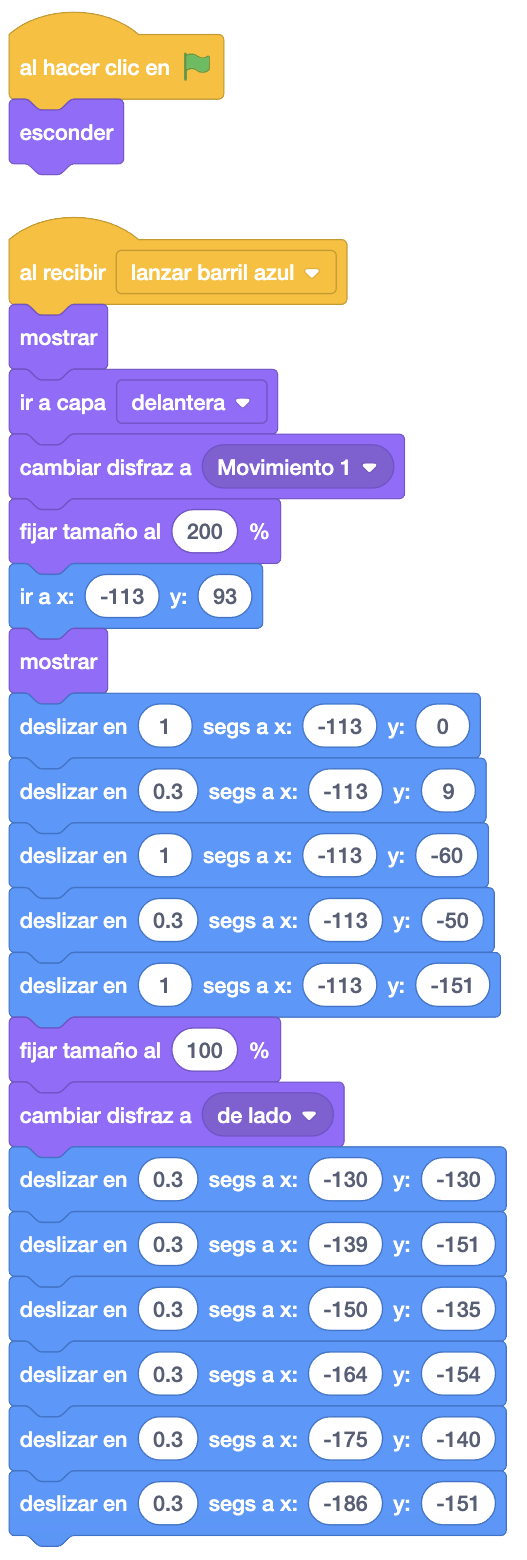 al hacer clic en
esconder
al recibir lanzar barril azul
mostrar
ir a capa delantera
cambiar disfraz a Movimiento 1
fijar tamaño al 200 %
ir a x: -113 y: 93
mostrar
deslizar en 1 segs a x: -113 y: 0
deslizar en 0.3 segs a x: -113 y: 9
deslizar en 1 segs a x: -113 y: -60
deslizar en 0.3 segs a x: -113 y: -50
deslizar en 1 segs a x: -113 y: -151
fijar tamaño al 100 %
cambiar disfraz a de lado
deslizar en 0.3 segs a x: -130 y: -130
deslizar en 0.3 segs a x: -139 y: -151
deslizar en 0.3 segs a x: -150 y: -135
deslizar en 0.3 segs a x: -164 y: -154
deslizar en 0.3 segs a x: -175 y: -140
deslizar en 0.3 segs a x: -186 y: -151